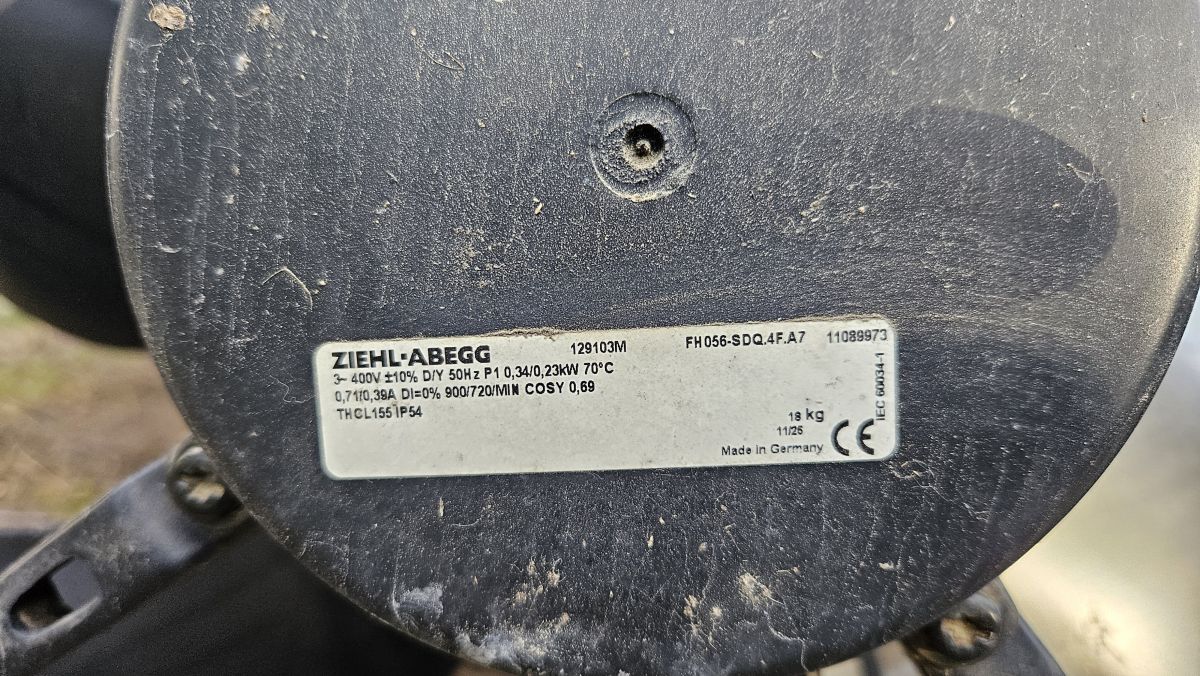 ZIEHL-ABEGG 129103M FH056-SDQ.4F.A7 11089973
3~ 400V ±10% D/Y 50Hz P1 0,34/0,23kW 70°C
0,71/0,39A DI=0% 900/720/MIN COSY 0,69
THCL155 IP54
18 kg
11/26
Made in Germany CE
IEC 60034-1